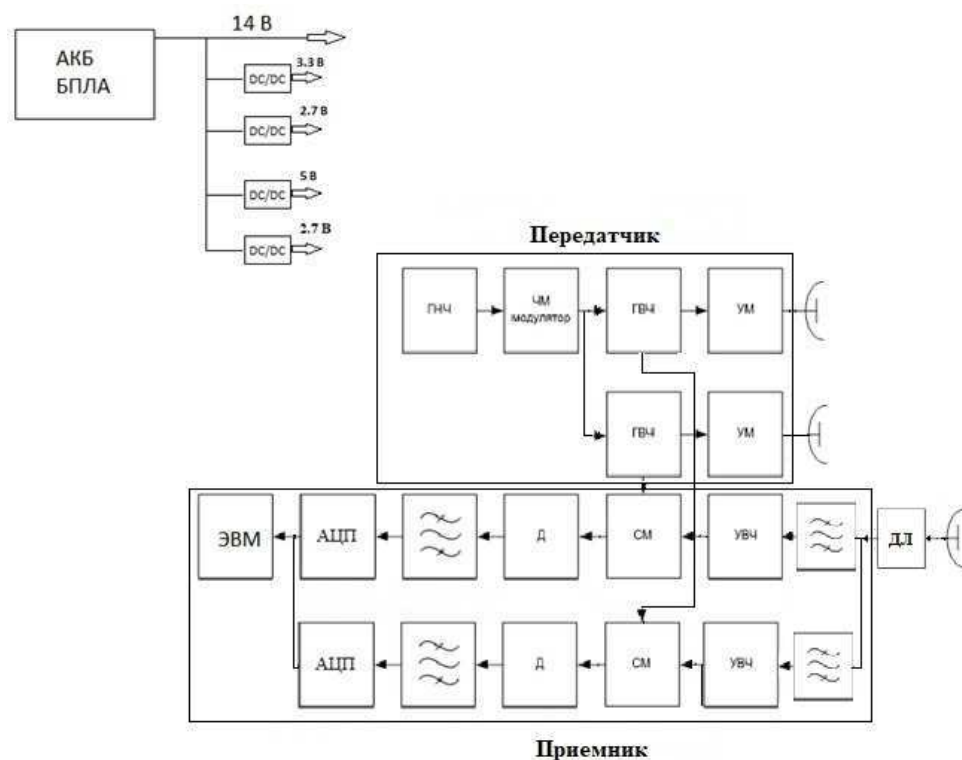 14 В
АКБ
БПЛА
3.3 В
DC/DC
2.7 В
DC/DC
5 В
DC/DC
2.7 В
DC/DC
Передатчик
ГНЧ
ЧМ
модулятор
ГВЧ
УМ
ГВЧ
УМ
ЭВМ
АЦП
Д
СМ
УВЧ
ДЛ
АЦП
Д
СМ
УВЧ
Приемник